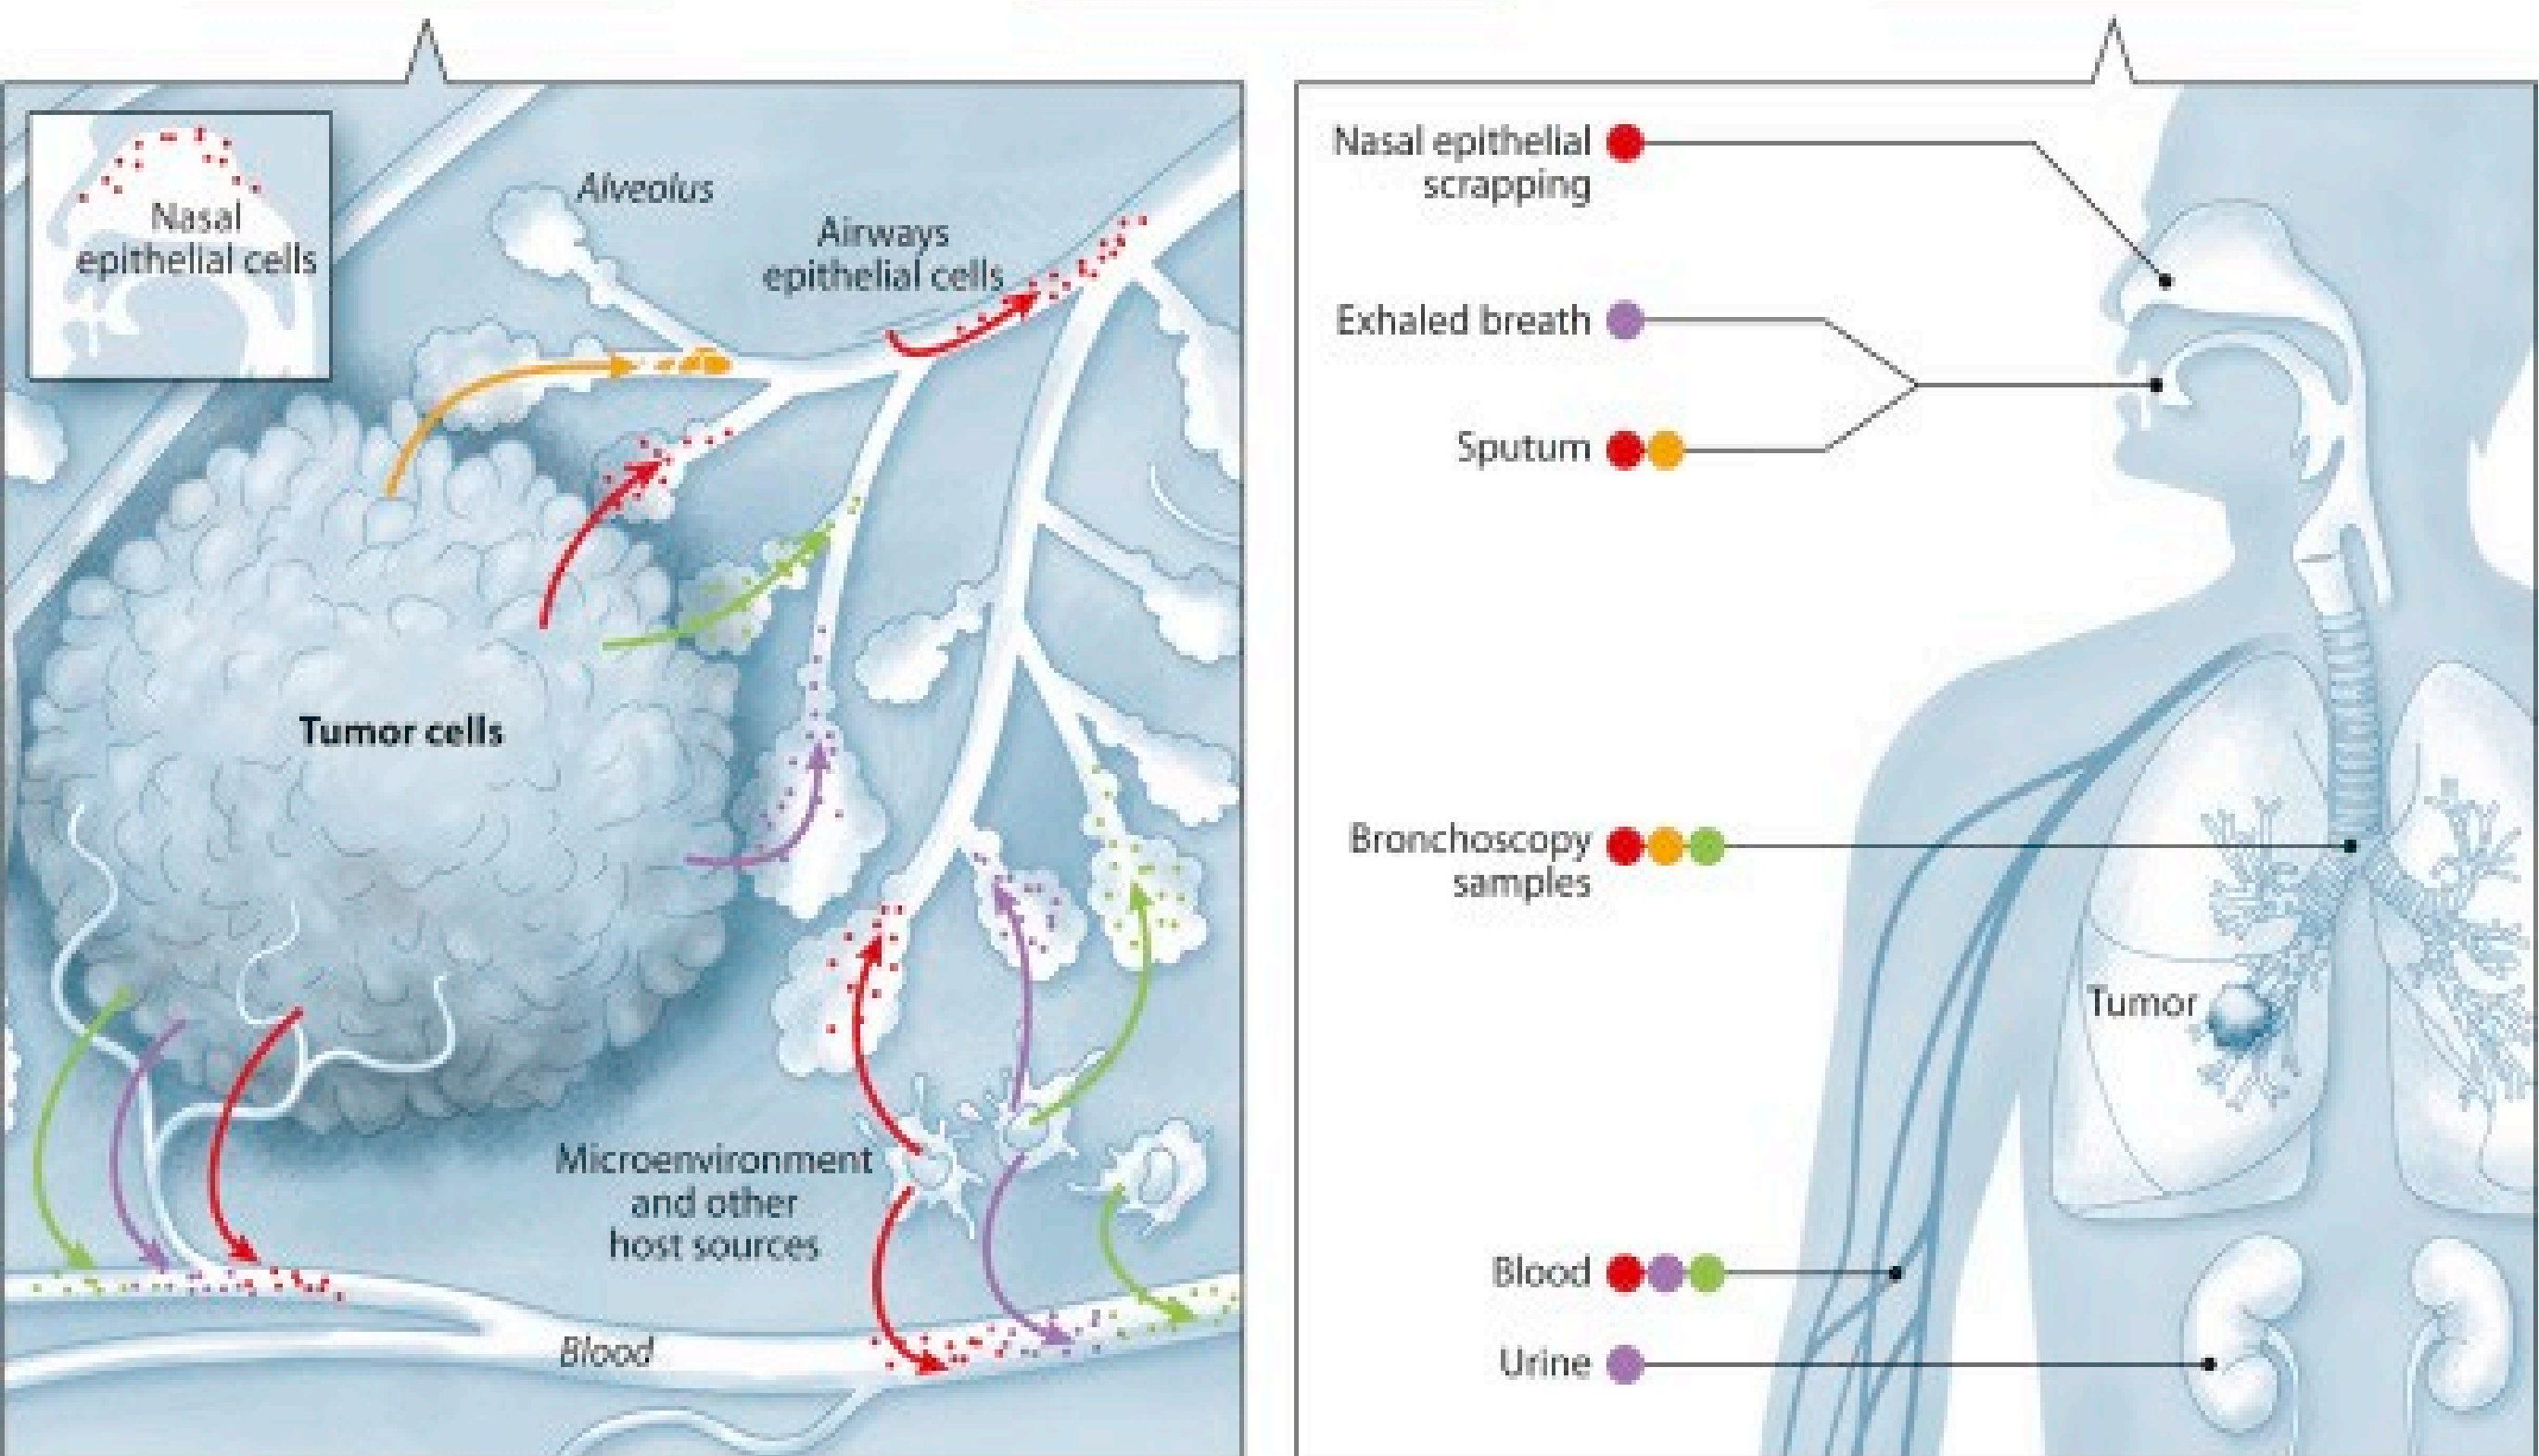 Nasal
epithelial cells
Alveolus
Airways
epithelial cells
Tumor cells
Microenvironment
and other
host sources
Blood
Nasal epithelial
scrapping
Exhaled breath
Sputum
Bronchoscopy
samples
Tumor
Blood
Urine